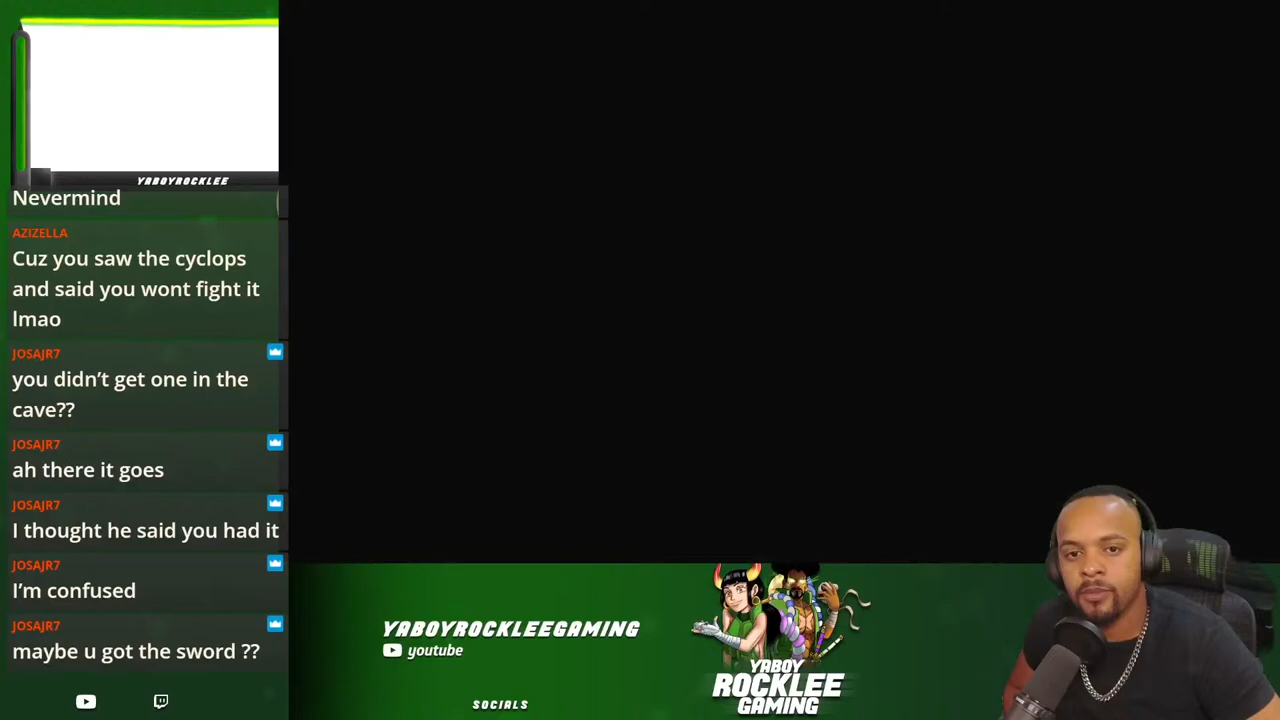 YABOYROCKLEE
Nevermind
AZIZELLA
Cuz you saw the cyclops
and said you wont fight it
lmao
JOSAJR7
you didn't get one in the
cave??
JOSAJR7
ah there it goes
JOSAJR7
I thought he said you had it
JOSAJR7
I'm confused
JOSAJR7
maybe u got the sword ??
YABOYROCKLEEGAMING
youtube
SOCIALS
YABOY
ROCKLEE
GAMING